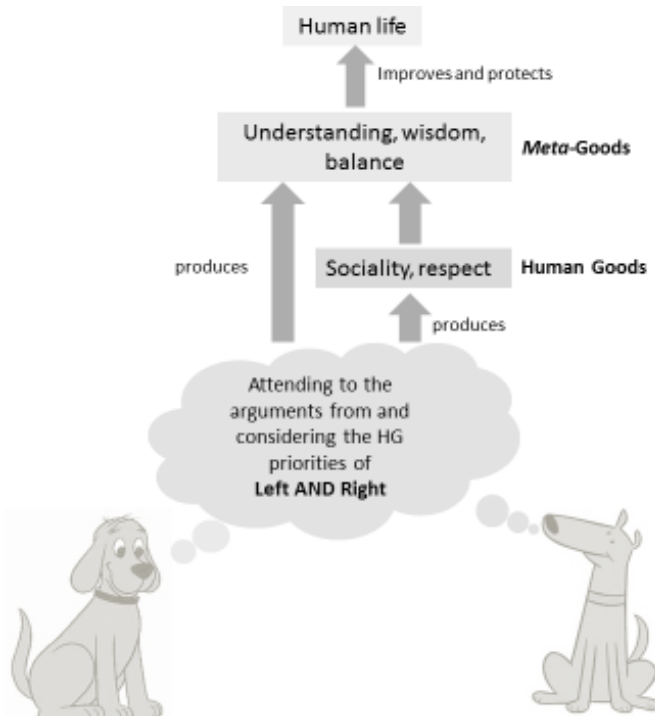 Human life
Improves and protects
Understanding, wisdom,
balance
Meta-Goods
produces
Sociality, respect
Human Goods
produces
Attending to the
arguments from and
considering the HG
priorities of
Left AND Right